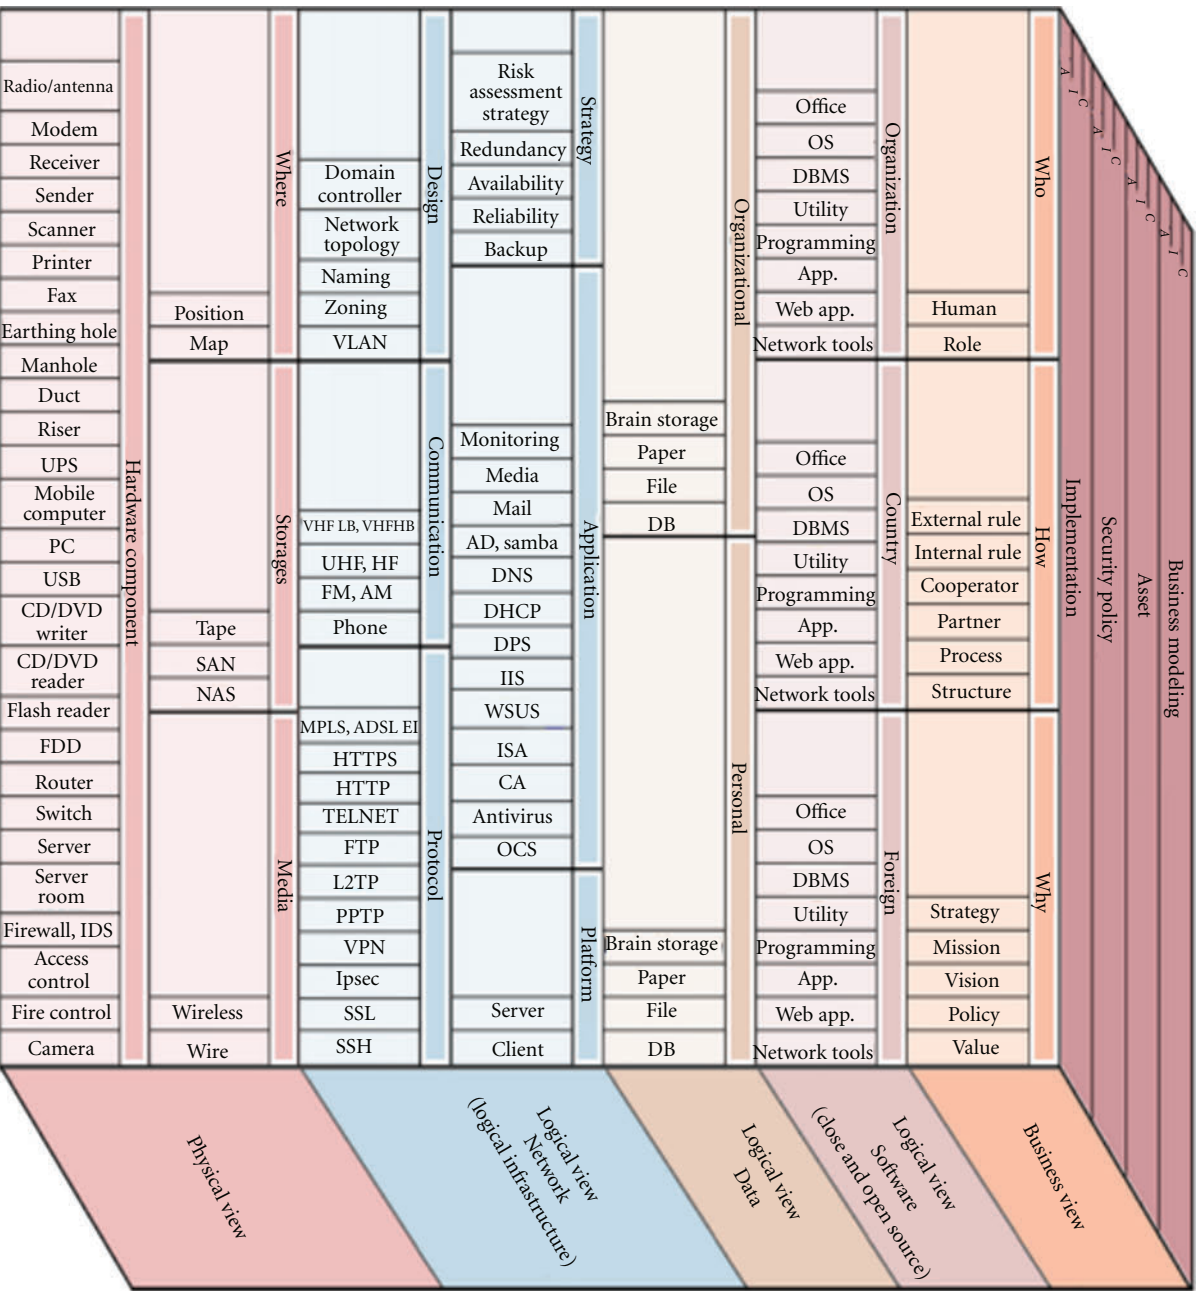 Radio/antenna
Modem
Receiver
Sender
Scanner
Printer
Fax
Earthing hole
Manhole
Duct
Riser
UPS
Mobile
computer
PC
USB
CD/DVD
writer
CD/DVD
reader
Flash reader
FDD
Router
Switch
Server
Server
room
Firewall, IDS
Access
control
Fire control
Camera
Hardware component
Position
Map
Where
Tape
SAN
NAS
Storages
Wireless
Wire
Media
Domain
controller
Network
topology
Naming
Zoning
VLAN
Design
VHF LB, VHFHB
UHF, HF
FM, AM
Phone
Communication
MPLS, ADSL EI
HTTPS
HTTP
TELNET
FTP
L2TP
PPTP
VPN
Ipsec
SSL
SSH
Protocol
Risk
assessment
strategy
Redundancy
Availability
Reliability
Backup
Strategy
Monitoring
Media
Mail
AD, samba
DNS
DHCP
DPS
IIS
WSUS
ISA
CA
Antivirus
OCS
Application
Server
Client
Platform
Brain storage
Paper
File
DB
Organizational
Brain storage
Paper
File
DB
Personal
Office
OS
DBMS
Utility
Programming
App.
Web app.
Network tools
Organization
Office
OS
DBMS
Utility
Programming
App.
Web app.
Network tools
Country
Office
OS
DBMS
Utility
Programming
App.
Web app.
Network tools
Foreign
Human
Role
Who
External rule
Internal rule
Cooperator
Partner
Process
Structure
How
Strategy
Mission
Vision
Policy
Value
Why
A
I
C
A
I
C
A
I
C
A
I
C
Implementation
Security policy
Asset
Business modeling
Physical view
Logical view
Network
(logical infrastructure)
Logical view
Data
Logical view
Software
(close and open source)
Business view